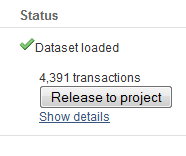 Status
Dataset loaded
4,391 transactions
Release to project
Show details